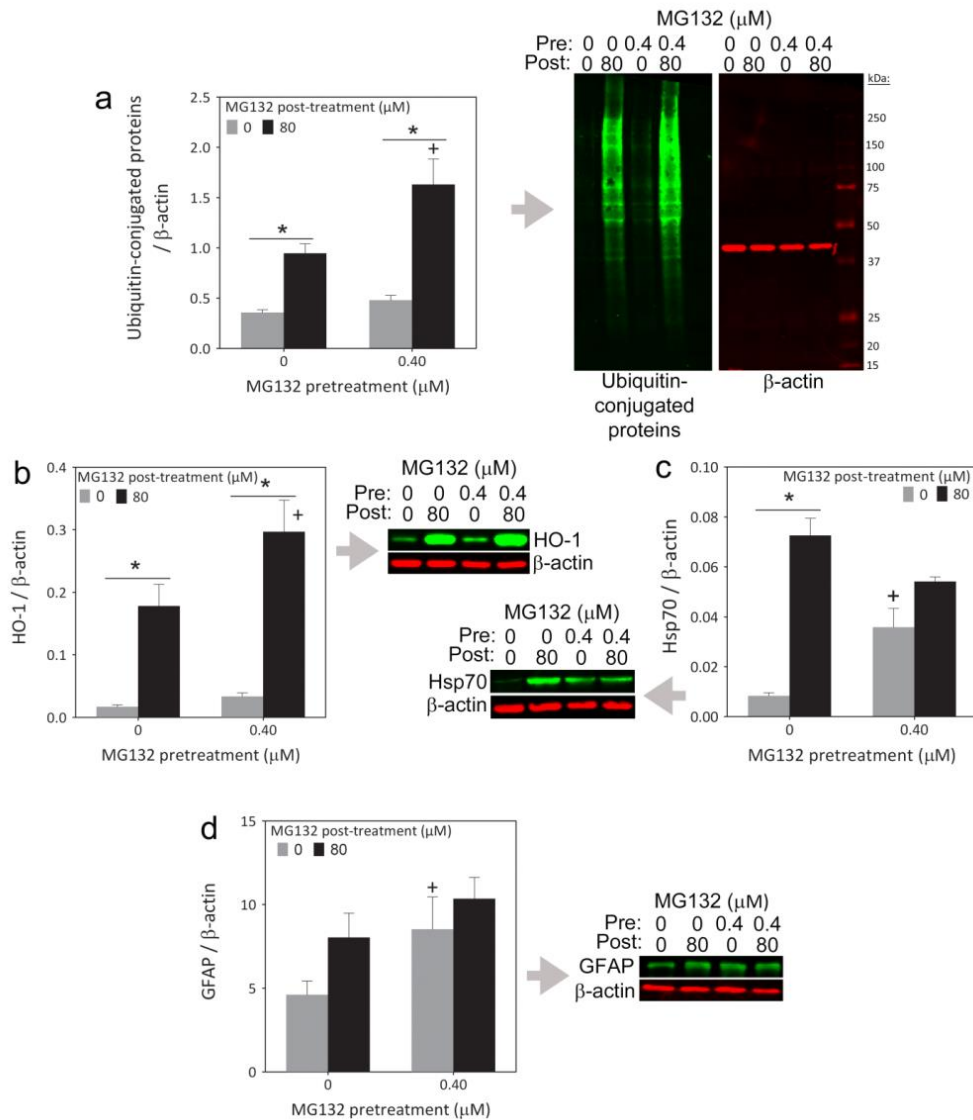 a
MG132 post-treatment (μM)
0 80
2.5
2.0
1.5
1.0
0.5
0.0
*
*
+
0 0.40
Ubiquitin-conjugated proteins
/ β-actin
MG132 pretreatment (μM)
MG132 (μM)
Pre: 0 0 0.4 0.4 0 0 0.4 0.4
Post: 0 80 0 80 0 80 0 80
kDa:
250
150
100
75
50
37
25
20
15
Ubiquitin-
conjugated
proteins
β-actin
b
MG132 post-treatment (μM)
0 80
0.4
0.3
0.2
0.1
0.0
*
*
+
0 0.40
HO-1 / β-actin
MG132 pretreatment (μM)
MG132 (μM)
Pre: 0 0 0.4 0.4
Post: 0 80 0 80
HO-1
β-actin
c
MG132 post-treatment (μM)
0 80
0.10
0.08
0.06
0.04
0.02
0.00
*
+
0 0.40
Hsp70 / β-actin
MG132 pretreatment (μM)
MG132 (μM)
Pre: 0 0 0.4 0.4
Post: 0 80 0 80
Hsp70
β-actin
d
MG132 post-treatment (μM)
0 80
15
10
5
0
+
0 0.40
GFAP / β-actin
MG132 pretreatment (μM)
MG132 (μM)
Pre: 0 0 0.4 0.4
Post: 0 80 0 80
GFAP
β-actin